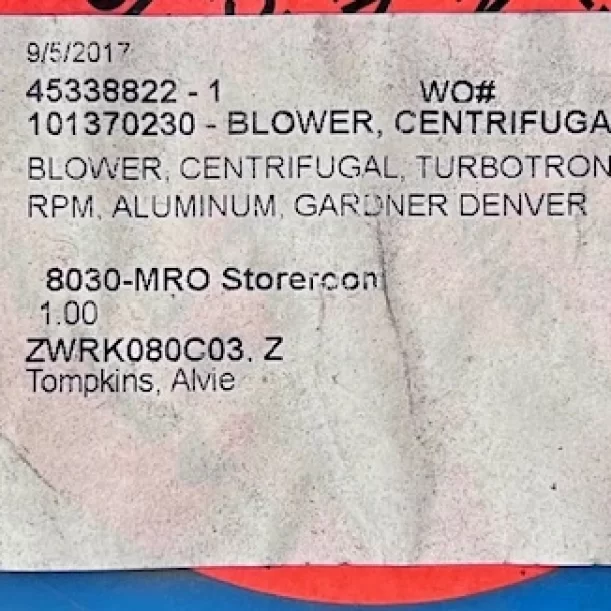 9/5/2017
45338822 - 1 WO#
101370230 - BLOWER, CENTRIFUGA
BLOWER, CENTRIFUGAL, TURBOTRON
RPM, ALUMINUM, GARDNER DENVER
8030-MRO Storeroom
1.00
ZWRK080C03. Z
Tompkins, Alvie